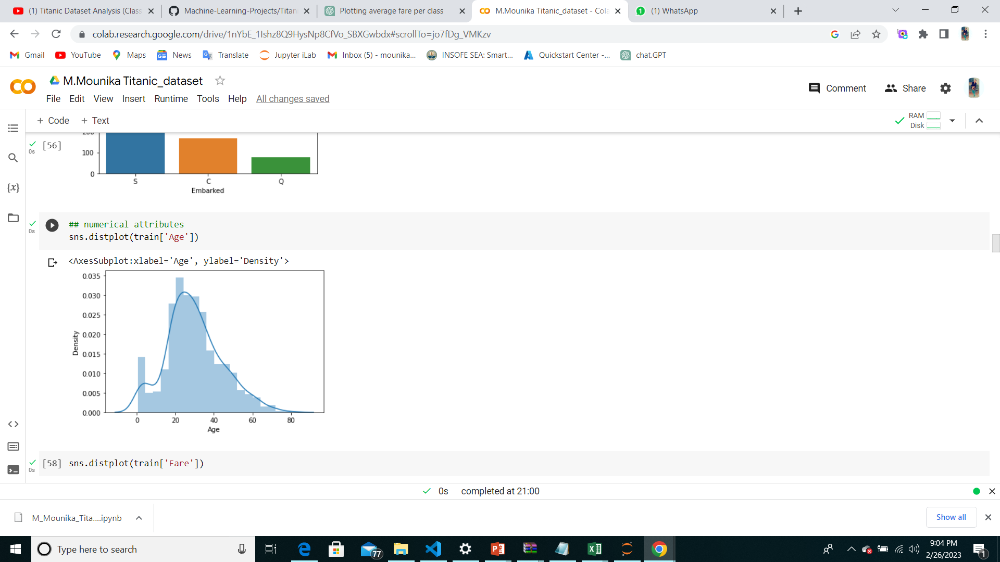 (1) Titanic Dataset Analysis (Class
Machine-Learning-Projects/Titani
Plotting average fare per class
M.Mounika Titanic_dataset - Cola
(1) WhatsApp
colab.research.google.com/drive/1nYbE_1Ishz8Q9HysNp8CfVo_SBXGwbdx#scrollTo=jo7fDg_VMKzv
Gmail YouTube Maps News Translate Jupyter iLab Inbox (5) - mounika... INSOFE SEA: Smart... Quickstart Center -... chat.GPT
M.Mounika Titanic_dataset
Comment Share
File Edit View Insert Runtime Tools Help All changes saved
+ Code + Text
RAM
Disk
200
[56]
0s
100
0
S C Q
Embarked
{x}
0s
## numerical attributes
sns.distplot(train['Age'])
<AxesSubplot:xlabel='Age', ylabel='Density'>
0.035
0.030
0.025
0.020
0.015
0.010
0.005
0.000
Density
0 20 40 60 80
Age
[58] sns.distplot(train['Fare'])
0s
0s completed at 21:00
M_Mounika_Tita....ipynb
Show all
Type here to search
77
9:04 PM
2/26/2023
1